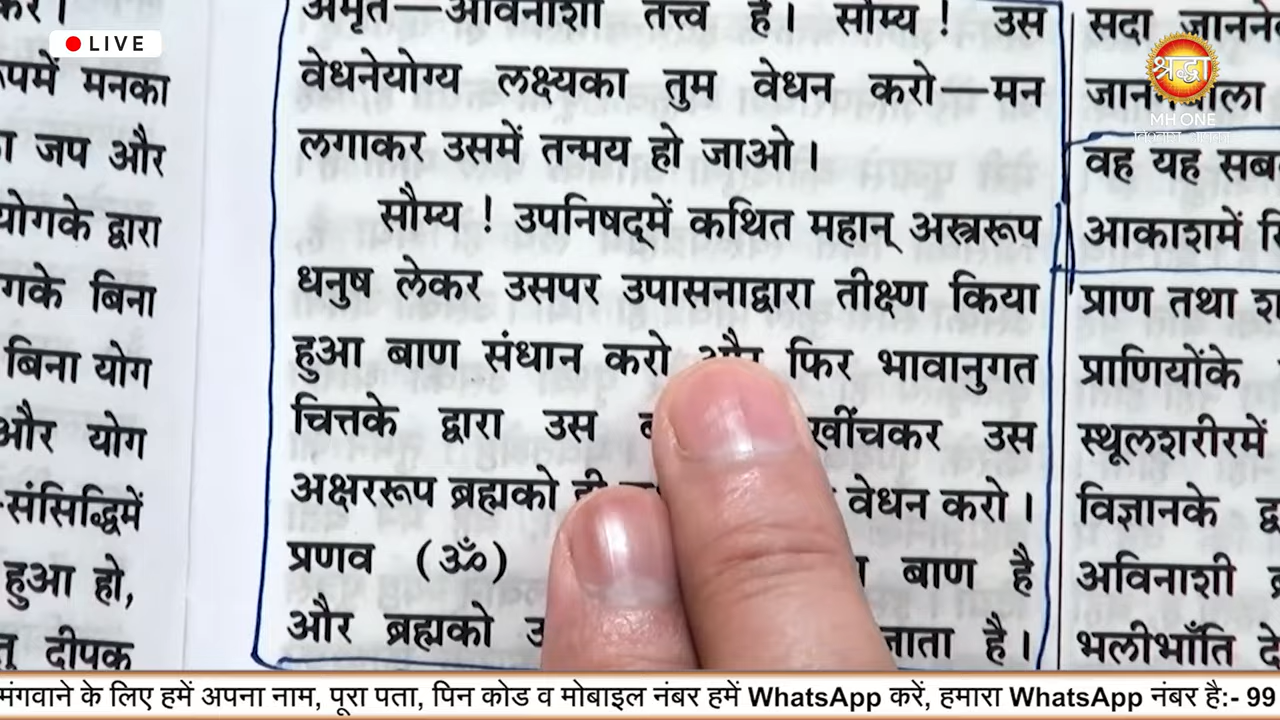 LIVE
श्रद्धा
MH ONE
करे।
रूपमें मनका
जप और
योगके द्वारा
बिना
बिना योग
और योग
-संसिद्धिमें
हुआ हो,
दीपक
अमृत—अविनाशी तत्त्व है। सौम्य! उस
वेधनेयोग्य लक्ष्यका तुम वेधन करो—मन
लगाकर उसमें तन्मय हो जाओ।
सौम्य! उपनिषद्में कथित महान् अस्त्ररूप
धनुष लेकर उसपर उपासनाद्वारा तीक्ष्ण किया
हुआ बाण संधान करो और फिर भावानुगत
चित्तके द्वारा उस खींचकर उस
अक्षररूप ब्रह्मको ही वेधन करो।
प्रणव (ॐ) बाण है
और ब्रह्मको जाता है।
सदा जानने
वह यह सब
आकाशमें
प्राण तथा
प्राणियोंके
स्थूलशरीरमें
विज्ञानके
अविनाशी
भलीभाँति
मंगवाने के लिए हमें अपना नाम, पूरा पता, पिन कोड व मोबाइल नंबर हमें WhatsApp करें, हमारा WhatsApp नंबर है:- 99